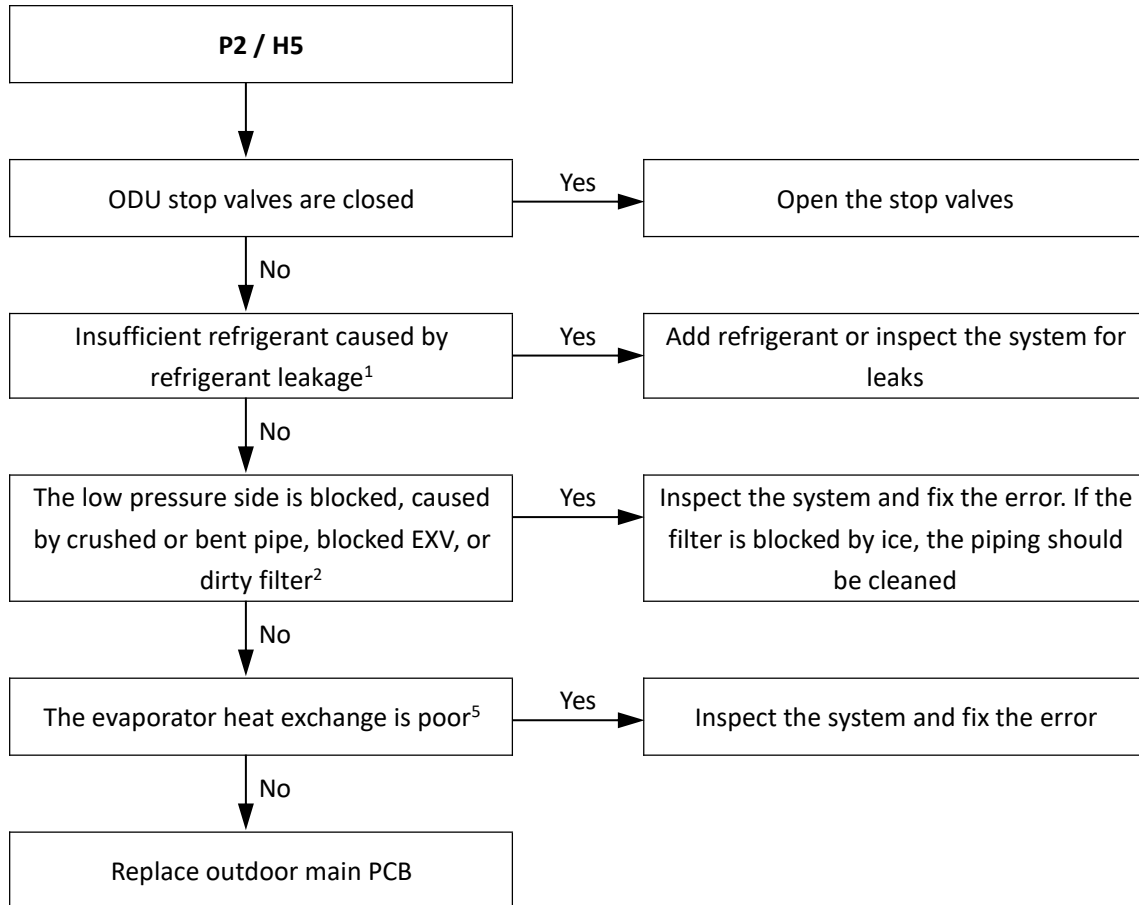 P2 / H5
ODU stop valves are closed
Yes
Open the stop valves
No
Insufficient refrigerant caused by
refrigerant leakage¹
Yes
Add refrigerant or inspect the system for
leaks
No
The low pressure side is blocked, caused
by crushed or bent pipe, blocked EXV, or
dirty filter²
Yes
Inspect the system and fix the error. If the
filter is blocked by ice, the piping should
be cleaned
No
The evaporator heat exchange is poor⁵
Yes
Inspect the system and fix the error
No
Replace outdoor main PCB